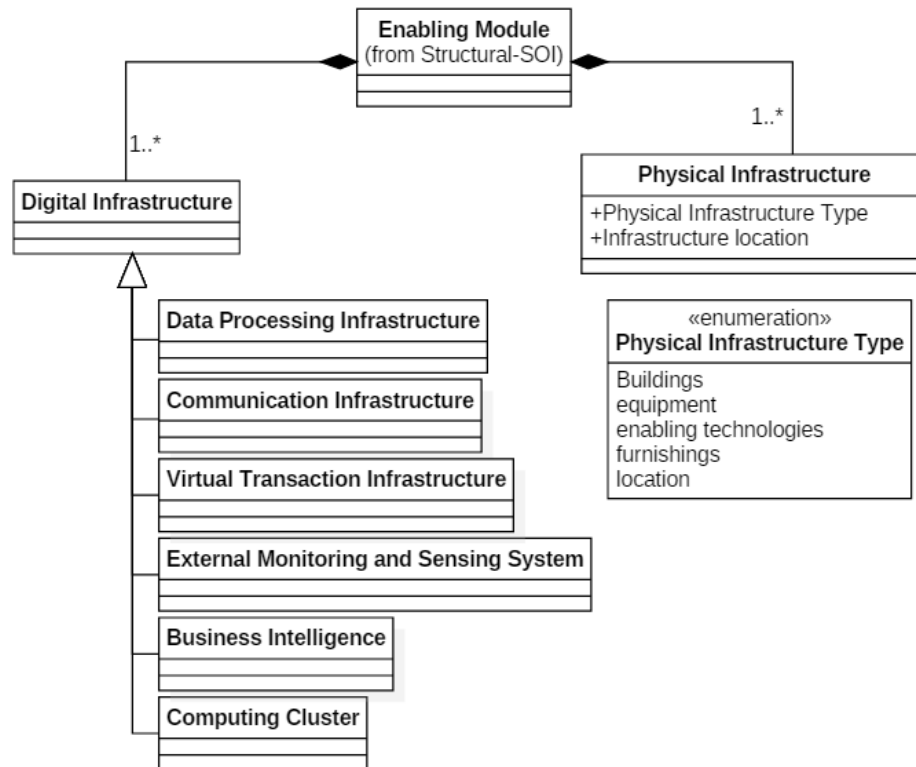 Enabling Module
(from Structural-SOI)
1..*
1..*
Digital Infrastructure
Physical Infrastructure
+Physical Infrastructure Type
+Infrastructure location
Data Processing Infrastructure
Communication Infrastructure
Virtual Transaction Infrastructure
External Monitoring and Sensing System
Business Intelligence
Computing Cluster
«enumeration»
Physical Infrastructure Type
Buildings
equipment
enabling technologies
furnishings
location